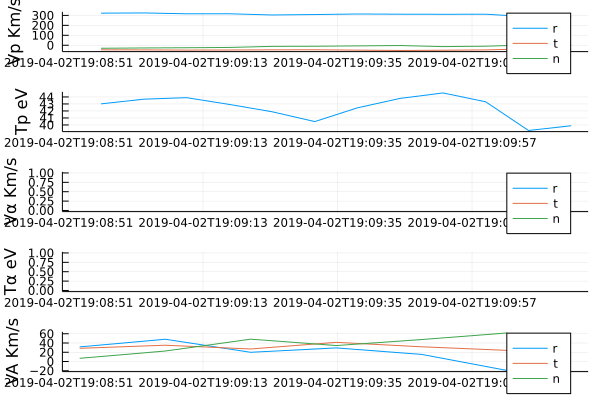 Vp Km/s
300
200
100
0
2019-04-02T19:08:51 2019-04-02T19:09:13 2019-04-02T19:09:35 2019-04-02T19:09:57
r
t
n
Tp eV
44
43
42
41
40
2019-04-02T19:08:51 2019-04-02T19:09:13 2019-04-02T19:09:35 2019-04-02T19:09:57
Vα Km/s
1.00
0.75
0.50
0.25
0.00
2019-04-02T19:08:51 2019-04-02T19:09:13 2019-04-02T19:09:35 2019-04-02T19:0
r
t
n
Tα eV
1.00
0.75
0.50
0.25
0.00
2019-04-02T19:08:51 2019-04-02T19:09:13 2019-04-02T19:09:35 2019-04-02T19:09:57
VA Km/s
60
40
20
0
−20
2019-04-02T19:08:51 2019-04-02T19:09:13 2019-04-02T19:09:35 2019-04-02T19:0
r
t
n